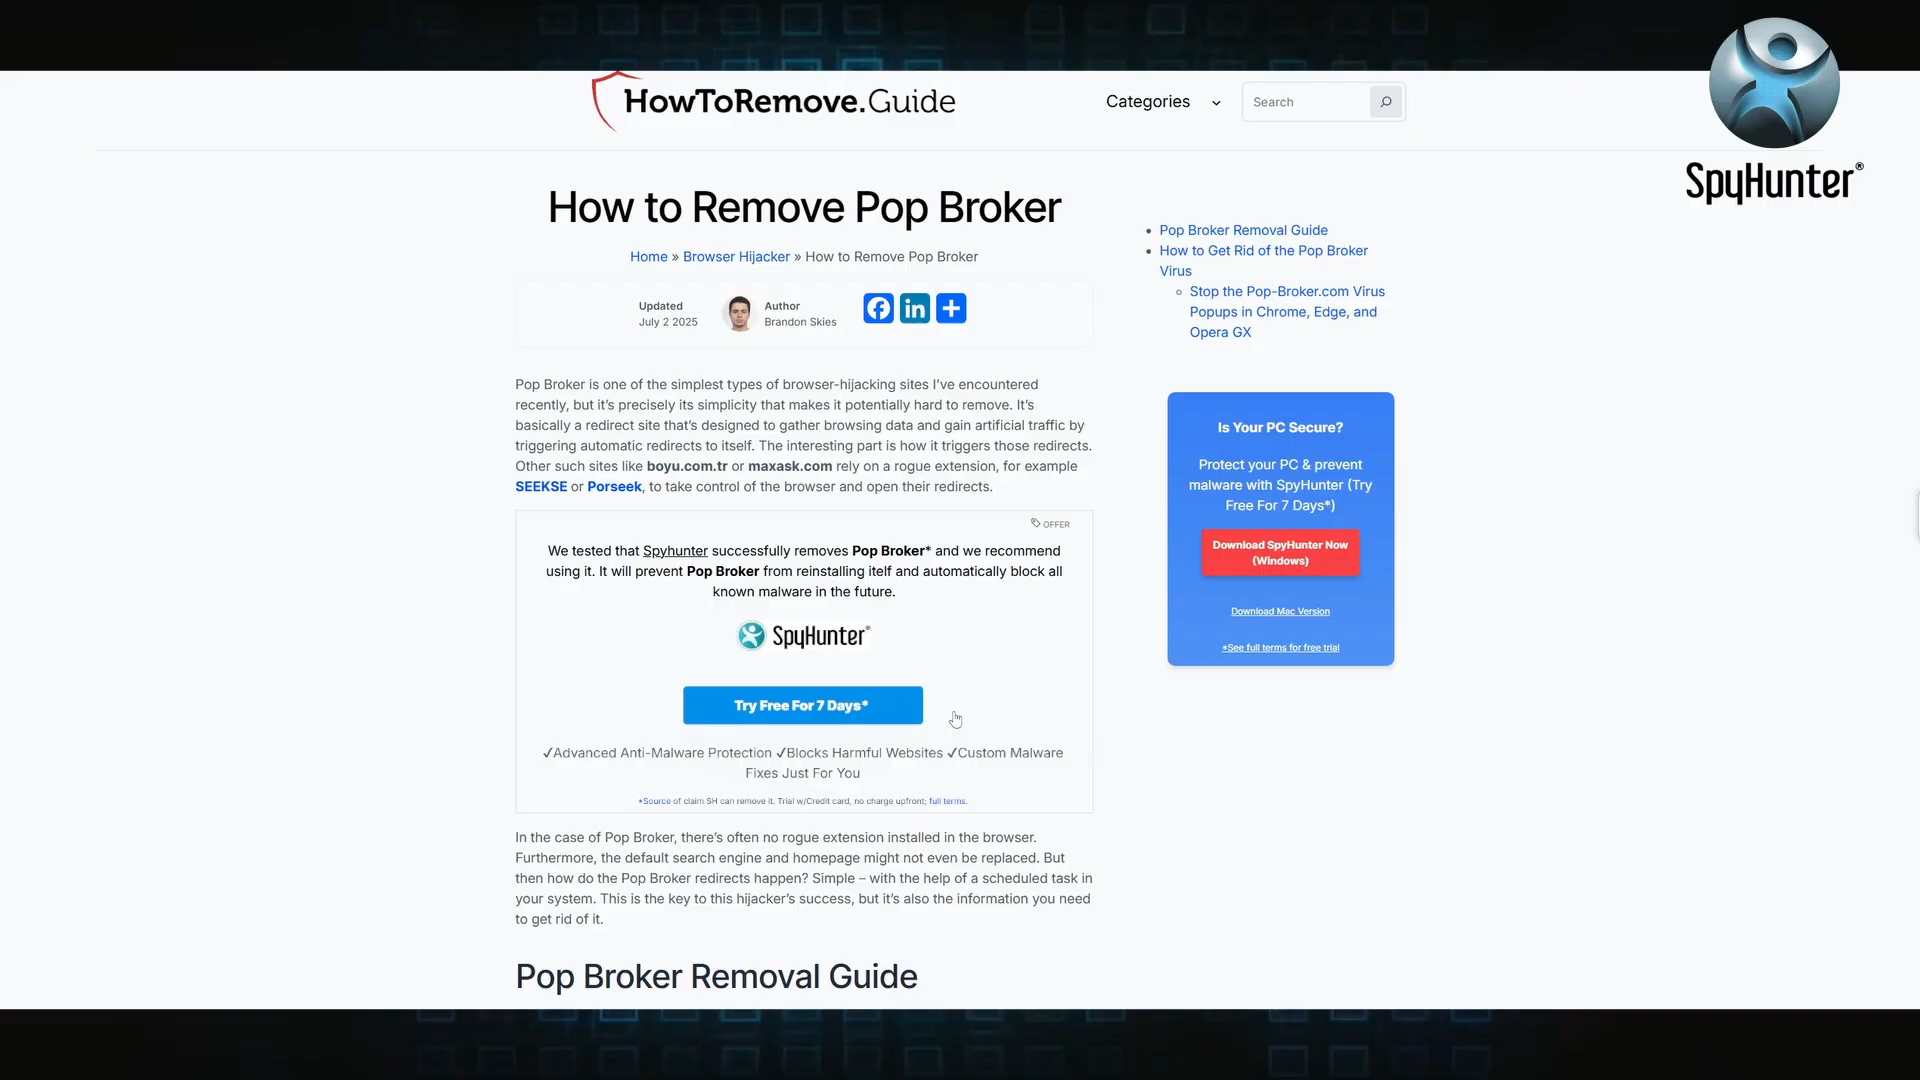 HowToRemove.Guide
Categories
Search
SpyHunter®
How to Remove Pop Broker
Home » Browser Hijacker » How to Remove Pop Broker
Updated
July 2 2025
Author
Brandon Skies
Pop Broker is one of the simplest types of browser-hijacking sites I've encountered
recently, but it's precisely its simplicity that makes it potentially hard to remove. It's
basically a redirect site that's designed to gather browsing data and gain artificial traffic by
triggering automatic redirects to itself. The interesting part is how it triggers those redirects.
Other such sites like boyu.com.tr or maxask.com rely on a rogue extension, for example
SEEKSE or Porseek, to take control of the browser and open their redirects.
OFFER
We tested that Spyhunter successfully removes Pop Broker* and we recommend
using it. It will prevent Pop Broker from reinstalling itelf and automatically block all
known malware in the future.
SpyHunter®
Try Free For 7 Days*
✓Advanced Anti-Malware Protection ✓Blocks Harmful Websites ✓Custom Malware
Fixes Just For You
*Source of claim SH can remove it. Trial w/Credit card, no charge upfront; full terms.
In the case of Pop Broker, there's often no rogue extension installed in the browser.
Furthermore, the default search engine and homepage might not even be replaced. But
then how do the Pop Broker redirects happen? Simple – with the help of a scheduled task in
your system. This is the key to this hijacker's success, but it's also the information you need
to get rid of it.
Pop Broker Removal Guide
Pop Broker Removal Guide
How to Get Rid of the Pop Broker
Virus
Stop the Pop-Broker.com Virus
Popups in Chrome, Edge, and
Opera GX
Is Your PC Secure?
Protect your PC & prevent
malware with SpyHunter (Try
Free For 7 Days*)
Download SpyHunter Now
(Windows)
Download Mac Version
*See full terms for free trial